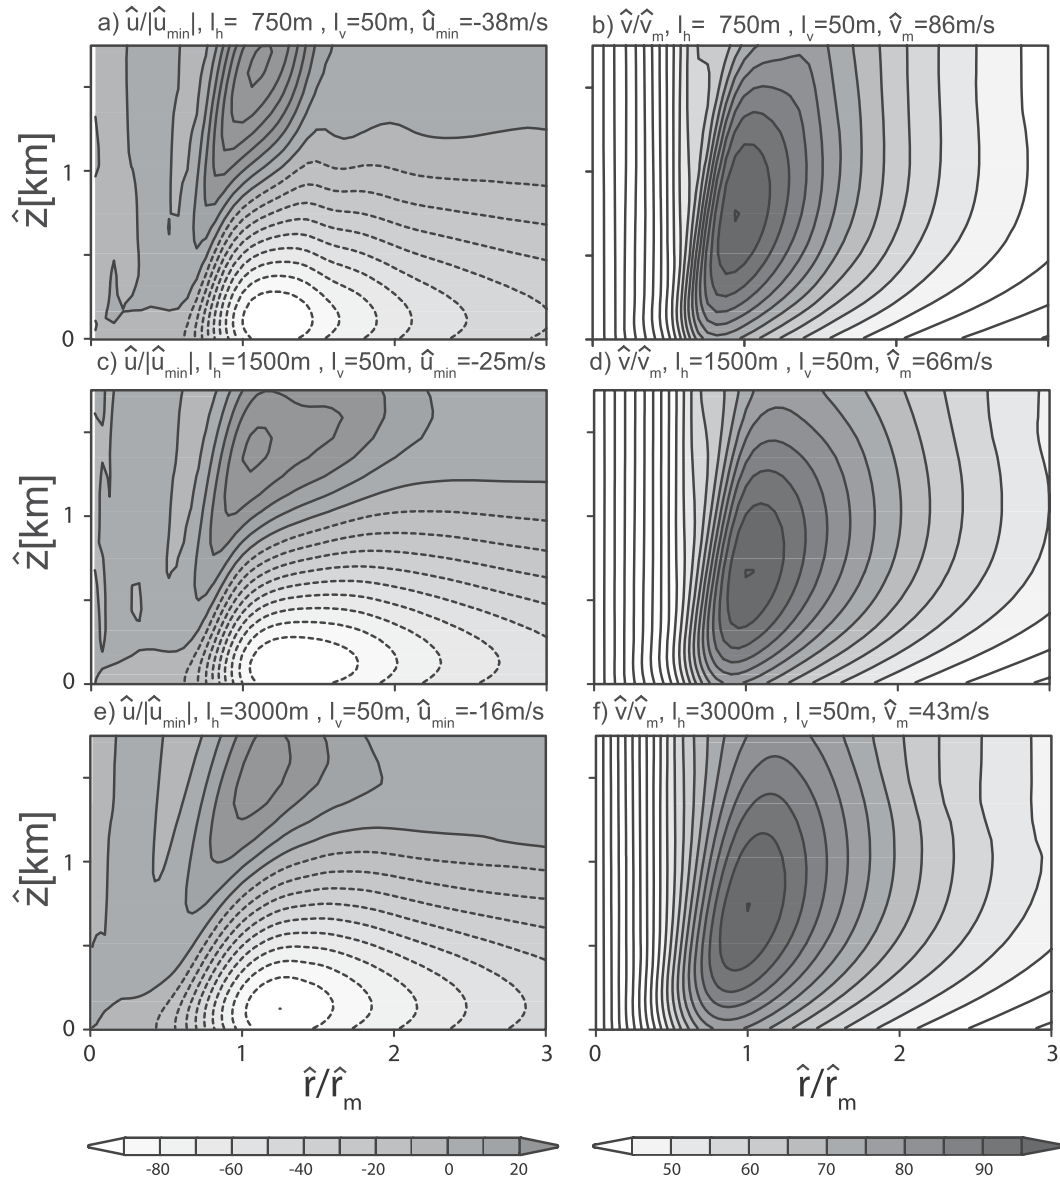 a) û/|û_min|, l_h= 750m , l_v=50m, û_min=-38m/s
b) v̂/v̂_m, l_h= 750m , l_v=50m, v̂_m=86m/s
ẑ[km]
1
0
c) û/|û_min|, l_h=1500m , l_v=50m, û_min=-25m/s
d) v̂/v̂_m, l_h=1500m , l_v=50m, v̂_m=66m/s
ẑ[km]
1
0
e) û/|û_min|, l_h=3000m , l_v=50m, û_min=-16m/s
f) v̂/v̂_m, l_h=3000m , l_v=50m, v̂_m=43m/s
ẑ[km]
1
0
0 1 2 3
0 1 2 3
r̂/r̂_m
r̂/r̂_m
-80 -60 -40 -20 0 20
50 60 70 80 90